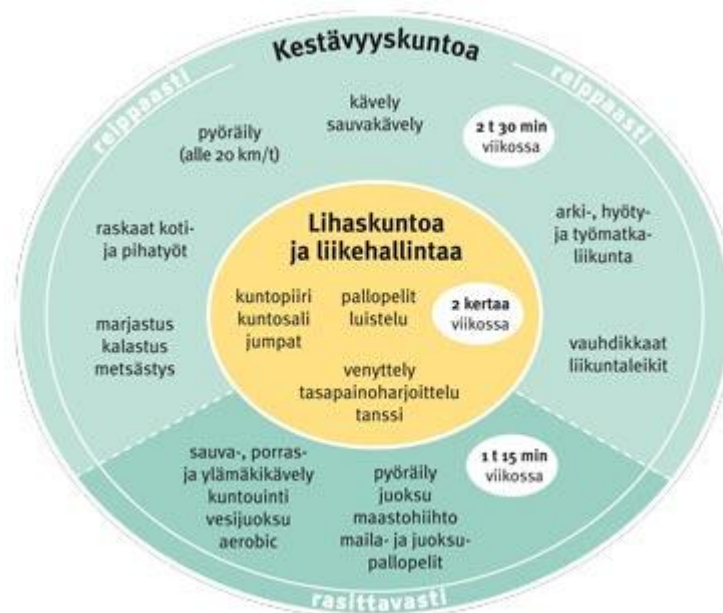 Kestävyyskuntoa
reippaasti
reippaasti
kävely
sauvakävely
pyöräily
(alle 20 km/t)
2 t 30 min
viikossa
raskaat koti-
ja pihatyöt
arki-, hyöty-
ja työmatka-
liikunta
marjastus
kalastus
metsästys
vauhdikkaat
liikuntaleikit
Lihaskuntoa
ja liikehallintaa
kuntopiiri
kuntosali
jumpat
pallopelit
luistelu
2 kertaa
viikossa
venyttely
tasapainoharjoittelu
tanssi
sauva-, porras-
ja ylämäkikävely
kuntouinti
vesijuoksu
aerobic
pyöräily
juoksu
maastohiihto
maila- ja juoksu-
pallopelit
1 t 15 min
viikossa
rasittavasti